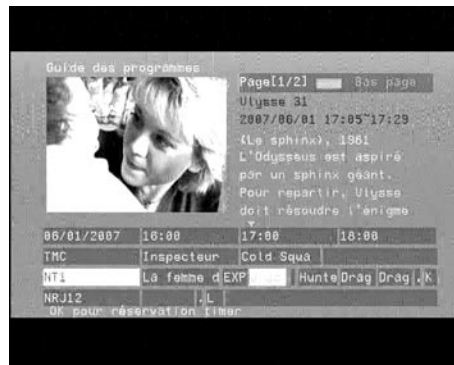 Guide des programmes
Page[1/2] Bas page
Ulysse 31
2007/06/01 17:05~17:29
(Le sphinx), 1981
L'Odysseus est aspiré
par un sphinx géant.
Pour repartir, Ulysse
doit résoudre l'énigme
06/01/2007 16:00 17:00 18:00
TMC Inspecteur Cold Squa
NT1 La femme d EXP Hunte Drag Drag . K
NRJ12 . L
OK pour réservation timer